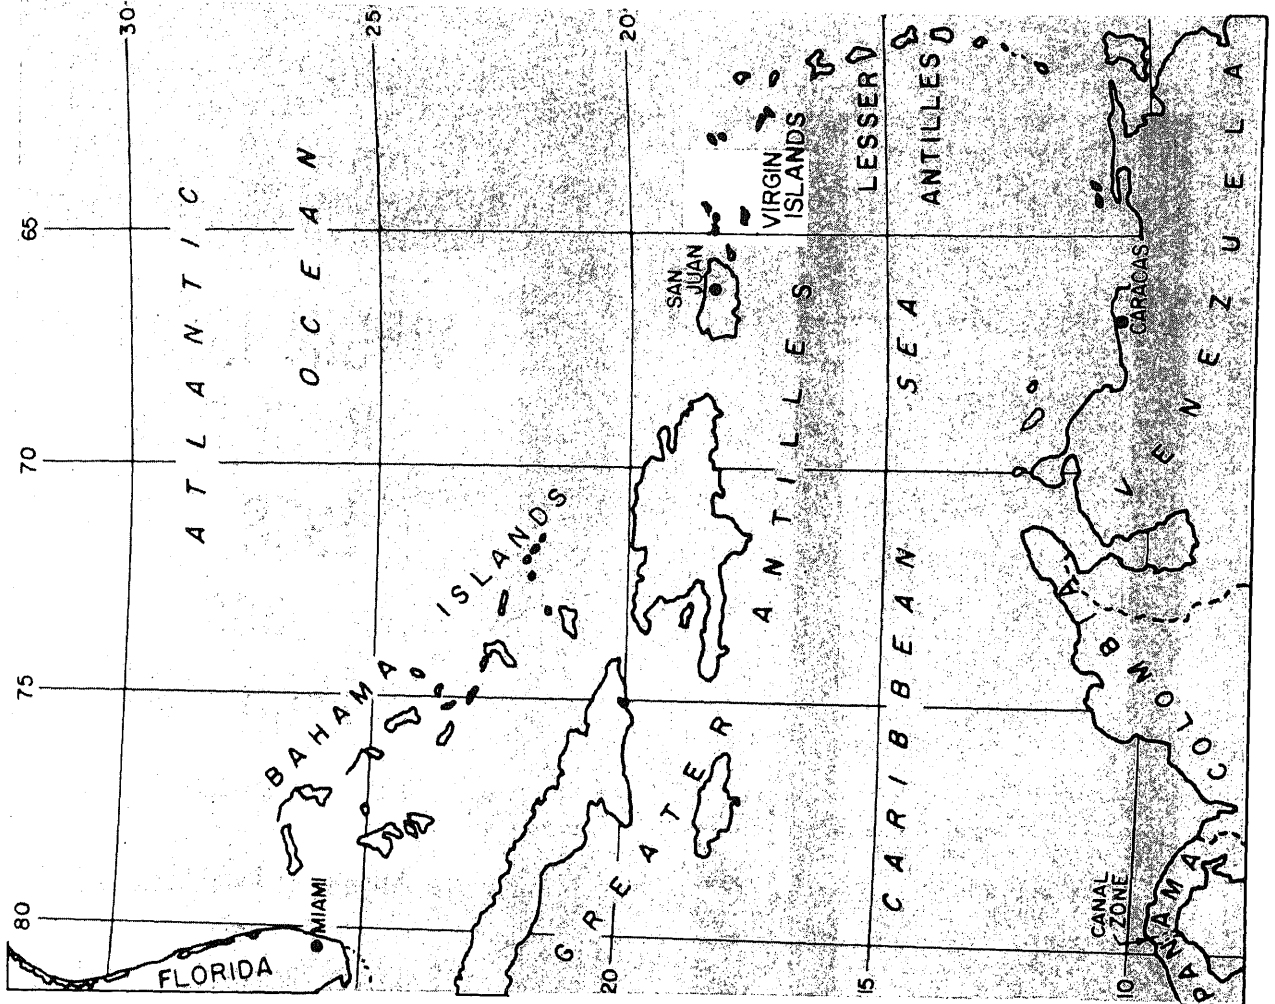 80
75
70
65
30
25
20
ATLANTIC
OCEAN
BAHAMA ISLANDS
FLORIDA
MIAMI
GREATER ANTILLES
SAN
JUAN
VIRGIN
ISLANDS
LESSER
ANTILLES
CARIBBEAN SEA
20
15
10
CANAL
ZONE
PANAMA
COLOMBIA
VENEZUELA
CARACAS